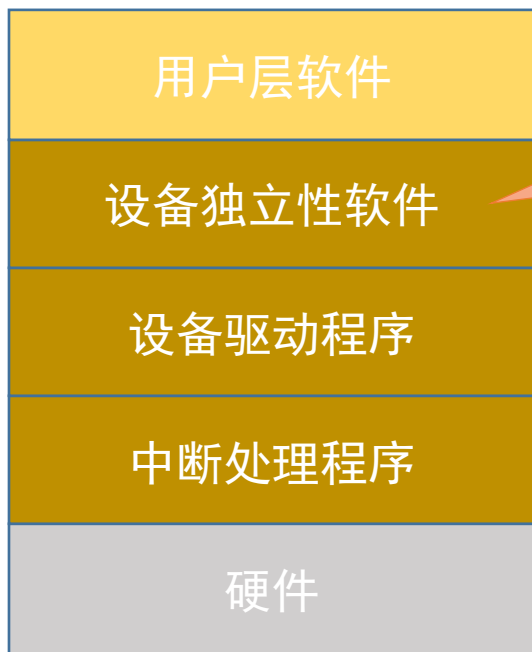 用户层软件
设备独立性软件
设备驱动程序
中断处理程序
硬件